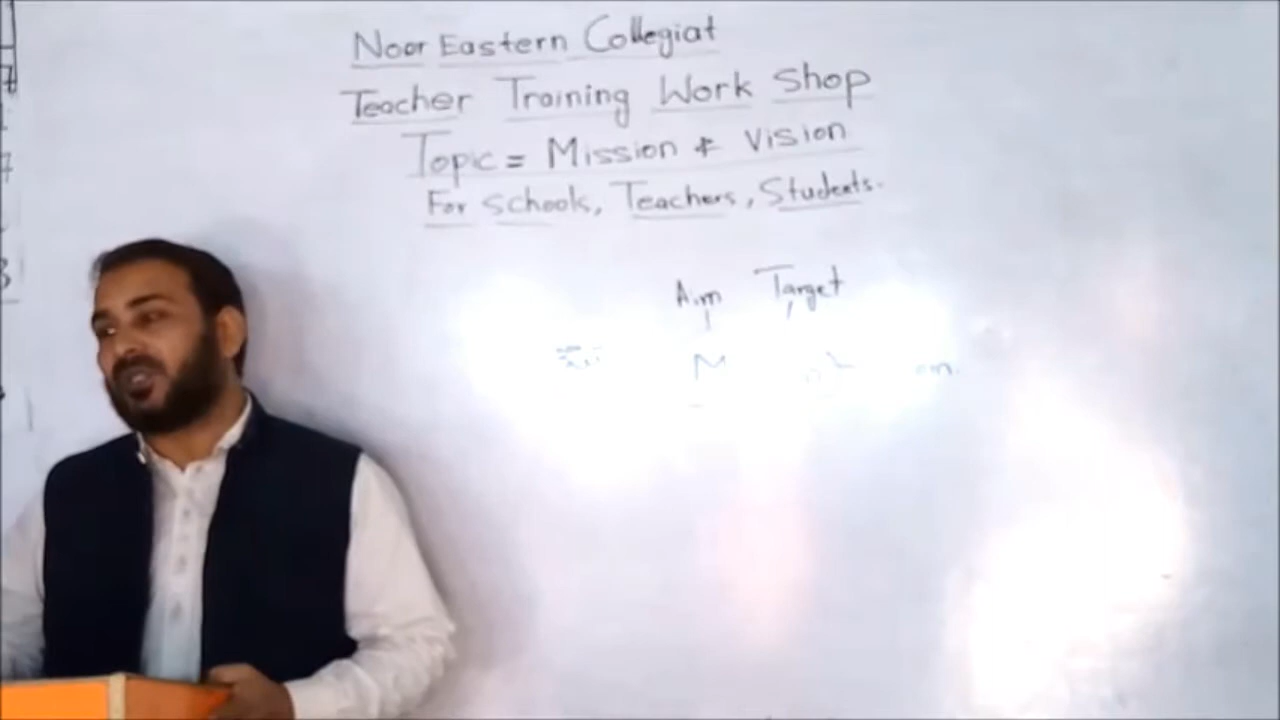 Noor Eastern Collegiat
Teacher Training Work Shop
Topic = Mission & Vision
For Schools, Teachers, Students.
Aim Target
M